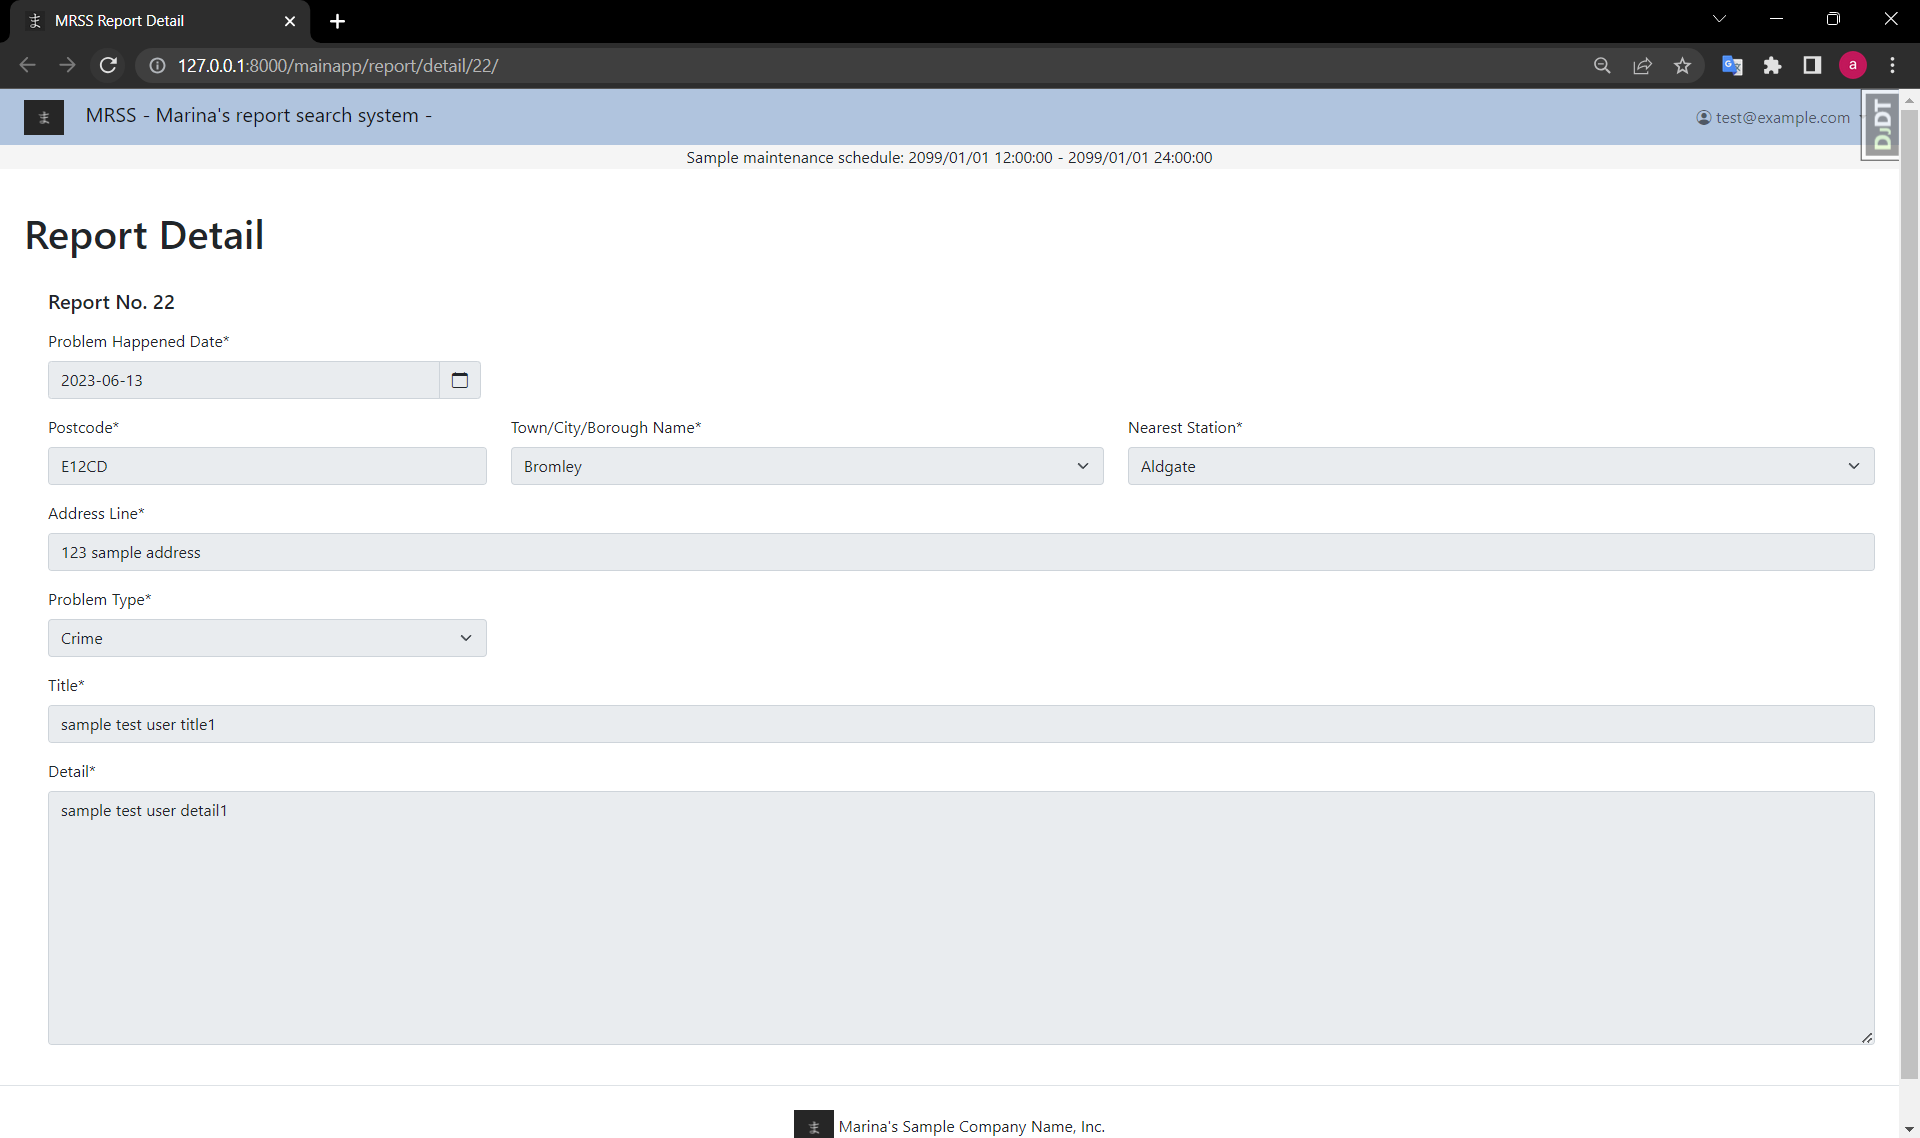 ま MRSS Report Detail
127.0.0.1:8000/mainapp/report/detail/22/
a
ま MRSS - Marina's report search system -
test@example.com
DjDT
Sample maintenance schedule: 2099/01/01 12:00:00 - 2099/01/01 24:00:00
Report Detail
Report No. 22
Problem Happened Date*
2023-06-13
Postcode* Town/City/Borough Name* Nearest Station*
E12CD Bromley Aldgate
Address Line*
123 sample address
Problem Type*
Crime
Title*
sample test user title1
Detail*
sample test user detail1
ま Marina's Sample Company Name, Inc.